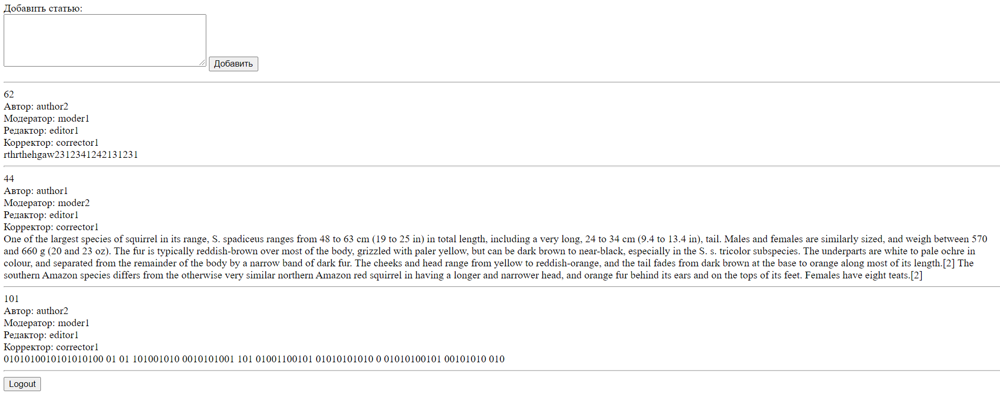 Добавить статью:
Добавить
62
Автор: author2
Модератор: moder1
Редактор: editor1
Корректор: corrector1
rthrthehgaw2312341242131231
44
Автор: author1
Модератор: moder2
Редактор: editor1
Корректор: corrector1
One of the largest species of squirrel in its range, S. spadiceus ranges from 48 to 63 cm (19 to 25 in) in total length, including a very long, 24 to 34 cm (9.4 to 13.4 in), tail. Males and females are similarly sized, and weigh between 570
and 660 g (20 and 23 oz). The fur is typically reddish-brown over most of the body, grizzled with paler yellow, but can be dark brown to near-black, especially in the S. s. tricolor subspecies. The underparts are white to pale ochre in
colour, and separated from the remainder of the body by a narrow band of dark fur. The cheeks and head range from yellow to reddish-orange, and the tail fades from dark brown at the base to orange along most of its length.[2] The
southern Amazon species differs from the otherwise very similar northern Amazon red squirrel in having a longer and narrower head, and orange fur behind its ears and on the tops of its feet. Females have eight teats.[2]
101
Автор: author2
Модератор: moder1
Редактор: editor1
Корректор: corrector1
0101010010101010100 01 01 101001010 0010101001 101 01001100101 01010101010 0 01010100101 00101010 010
Logout